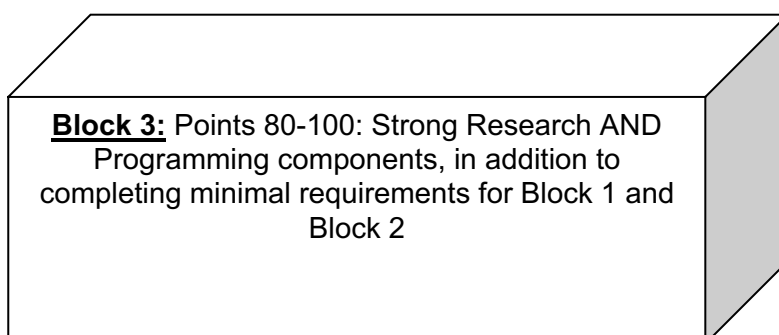 Block 3: Points 80-100: Strong Research AND
Programming components, in addition to
completing minimal requirements for Block 1 and
Block 2